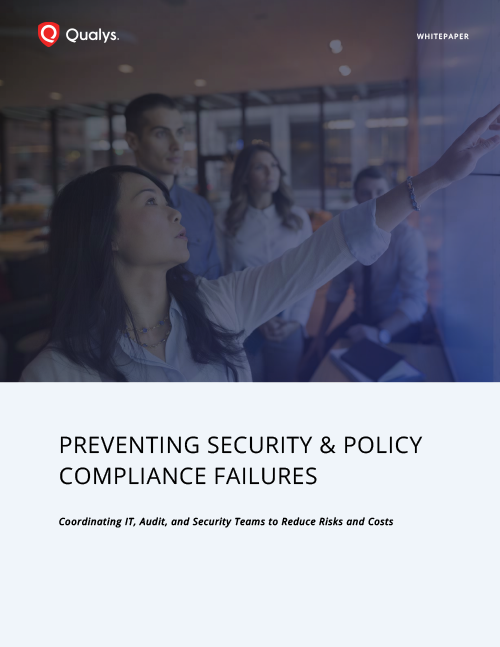 Qualys.
WHITEPAPER
PREVENTING SECURITY & POLICY
COMPLIANCE FAILURES
Coordinating IT, Audit, and Security Teams to Reduce Risks and Costs